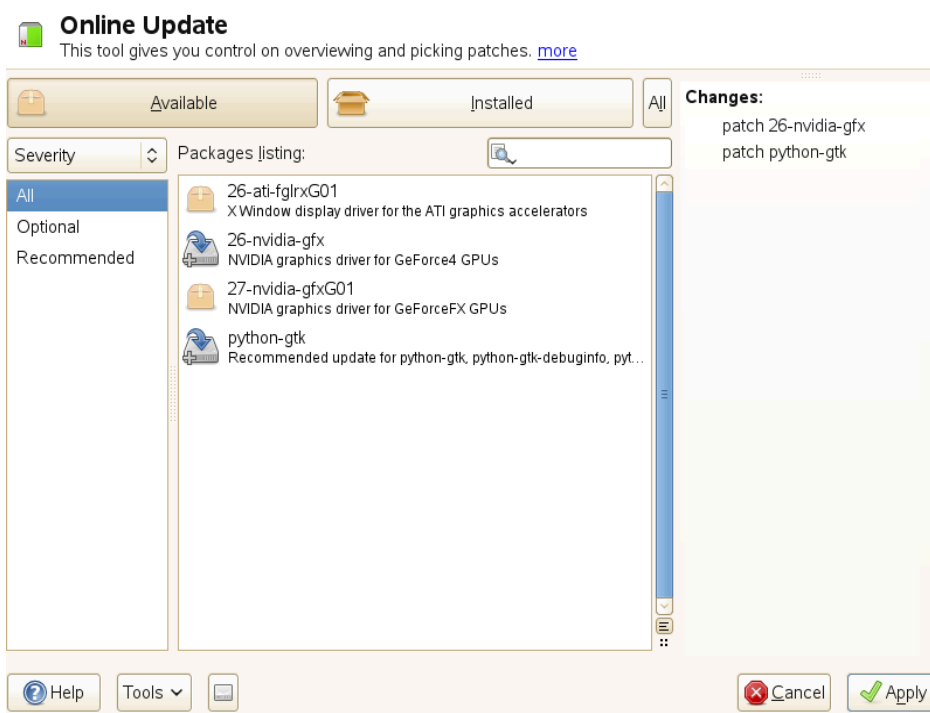 Online Update
This tool gives you control on overviewing and picking patches. more
Available
Installed
All
Changes:
patch 26-nvidia-gfx
patch python-gtk
Severity
Packages listing:
All
Optional
Recommended
26-ati-fglrxG01
X Window display driver for the ATI graphics accelerators
26-nvidia-gfx
NVIDIA graphics driver for GeForce4 GPUs
27-nvidia-gfxG01
NVIDIA graphics driver for GeForceFX GPUs
python-gtk
Recommended update for python-gtk, python-gtk-debuginfo, pyt...
Help
Tools
Cancel
Apply